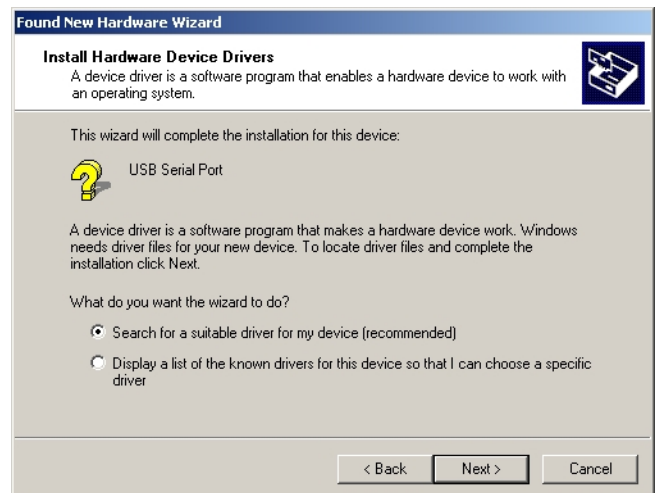 Found New Hardware Wizard
Install Hardware Device Drivers
A device driver is a software program that enables a hardware device to work with
an operating system.
This wizard will complete the installation for this device:
USB Serial Port
A device driver is a software program that makes a hardware device work. Windows
needs driver files for your new device. To locate driver files and complete the
installation click Next.
What do you want the wizard to do?
Search for a suitable driver for my device (recommended)
Display a list of the known drivers for this device so that I can choose a specific
driver
< Back Next > Cancel